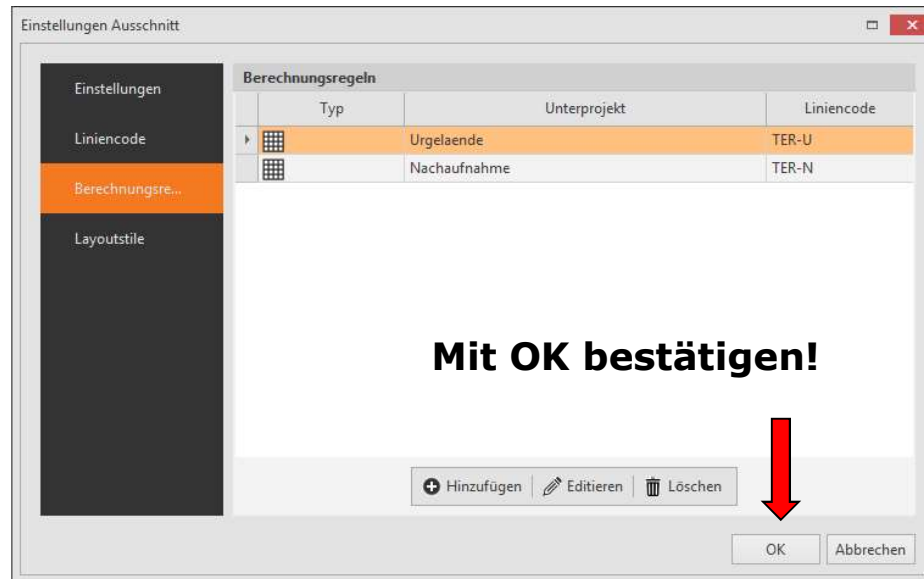 Einstellungen Ausschnitt
Einstellungen
Liniencode
Berechnungsre...
Layoutstile
Berechnungsregeln
Typ Unterprojekt Liniencode
Urgelaende TER-U
Nachaufnahme TER-N
Mit OK bestätigen!
Hinzufügen Editieren Löschen
OK Abbrechen